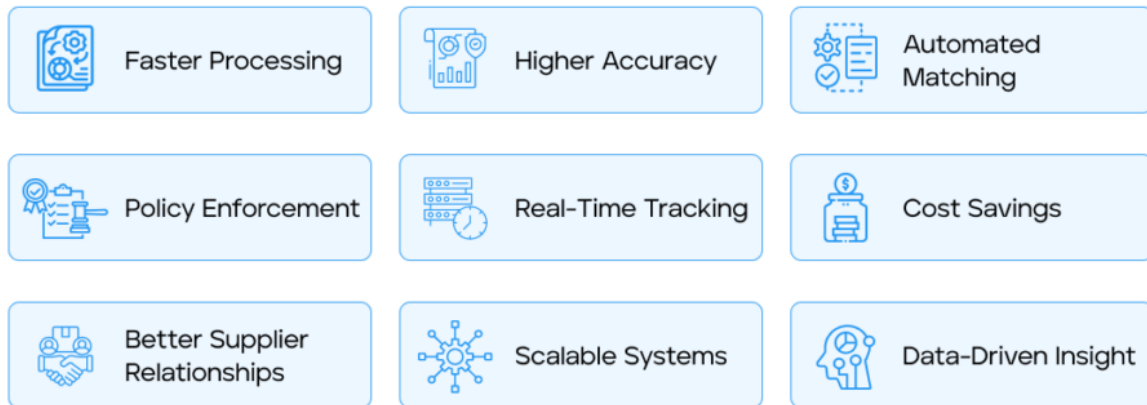 Faster Processing
Higher Accuracy
Automated
Matching
Policy Enforcement
Real-Time Tracking
Cost Savings
Better Supplier
Relationships
Scalable Systems
Data-Driven Insight